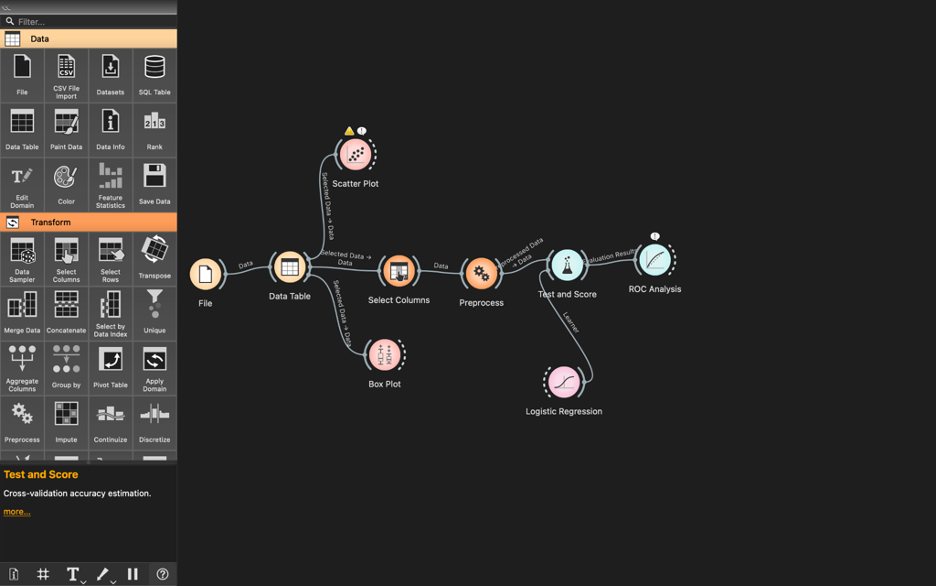 Filter...
Data
File
CSV File
Import
Datasets
SQL Table
Data Table
Paint Data
Data Info
Rank
Edit
Domain
Color
Feature
Statistics
Save Data
Transform
Data
Sampler
Select
Columns
Select
Rows
Transpose
Merge Data
Concatenate
Select by
Data Index
Unique
Aggregate
Columns
Group by
Pivot Table
Apply
Domain
Preprocess
Impute
Continuize
Discretize
Test and Score
Cross-validation accuracy estimation.
more...
Scatter Plot
Selected Data → Data
File
Data
Data Table
Selected Data →
Data
Select Columns
Data
Preprocess
rocessed Data
→ Data
Test and Score
valuation Results
ROC Analysis
Selected Data → Data
Box Plot
Learner
Logistic Regression